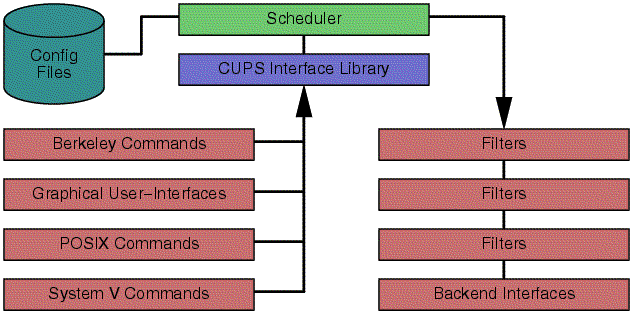 Scheduler
Config
Files
CUPS Interface Library
Berkeley Commands
Filters
Graphical User–Interfaces
Filters
POSIX Commands
Filters
System V Commands
Backend Interfaces